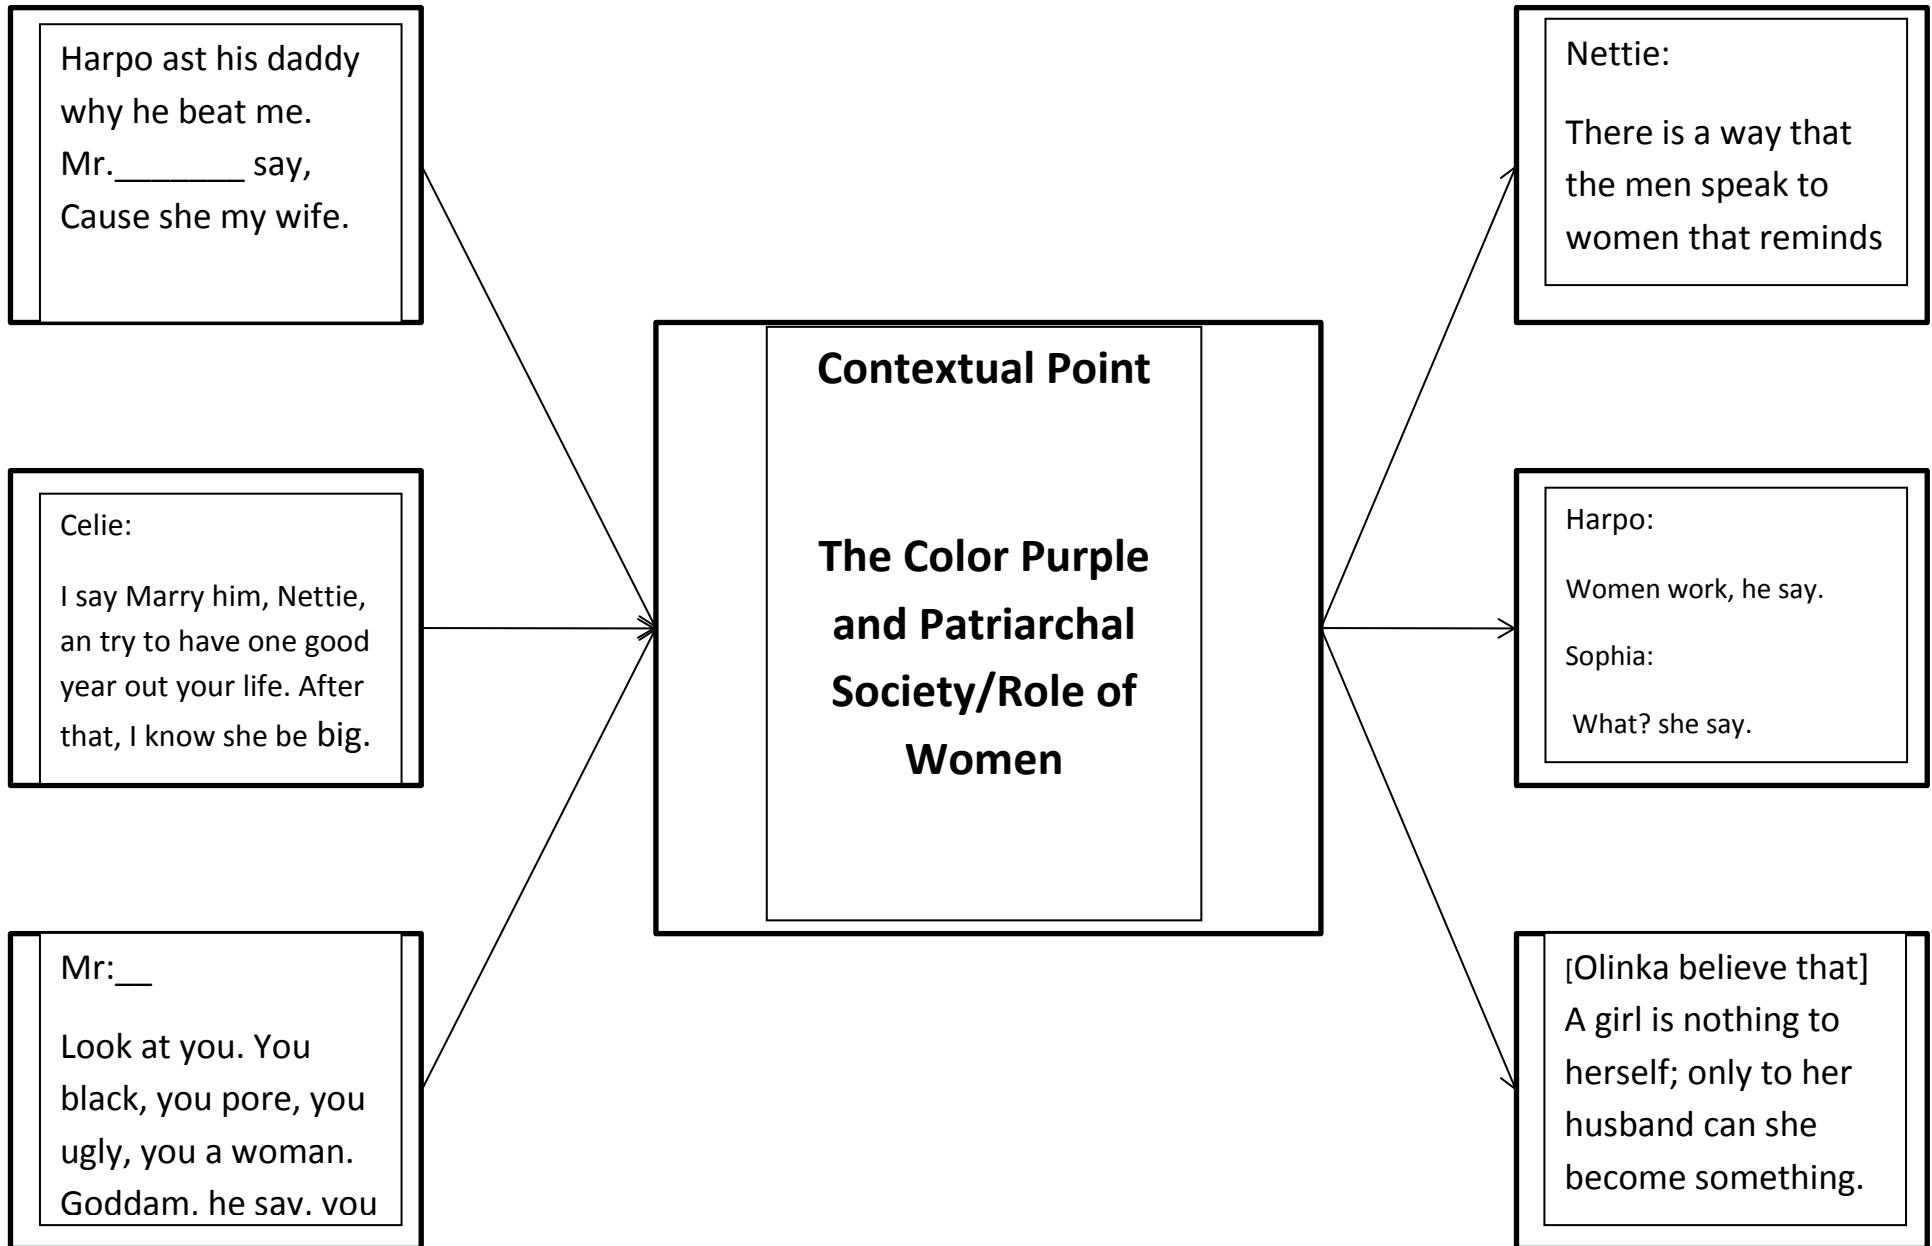 Harpo ast his daddy
why he beat me.
Mr._______ say,
Cause she my wife.
Celie:
I say Marry him, Nettie,
an try to have one good
year out your life. After
that, I know she be big.
Mr:__
Look at you. You
black, you pore, you
ugly, you a woman.
Goddam, he say, you
Contextual Point
The Color Purple
and Patriarchal
Society/Role of
Women
Nettie:
There is a way that
the men speak to
women that reminds
Harpo:
Women work, he say.
Sophia:
What? she say.
[Olinka believe that]
A girl is nothing to
herself; only to her
husband can she
become something.